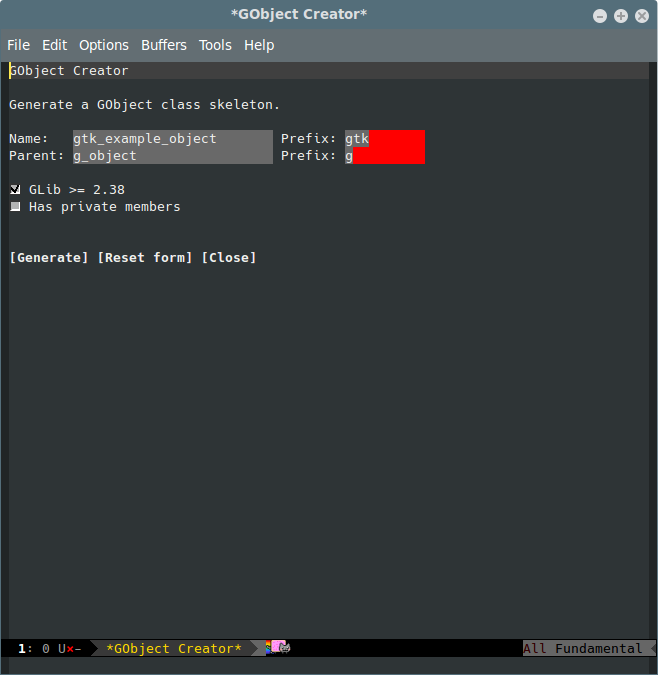 *GObject Creator*
File Edit Options Buffers Tools Help
GObject Creator
Generate a GObject class skeleton.
Name: gtk_example_object Prefix: gtk
Parent: g_object Prefix: g
GLib >= 2.38
Has private members
[Generate] [Reset form] [Close]
1: 0 U×- *GObject Creator* All Fundamental